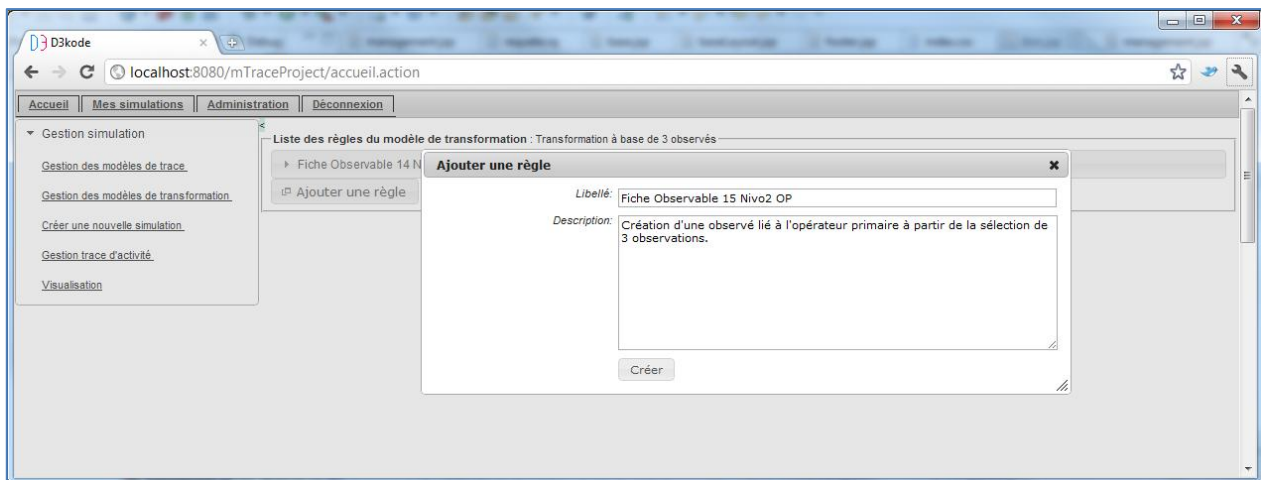 D3kode
localhost:8080/mTraceProject/accueil.action
Accueil Mes simulations Administration Déconnexion
Gestion simulation
Gestion des modèles de trace
Gestion des modèles de transformation
Créer une nouvelle simulation
Gestion trace d'activité
Visualisation
<
Liste des règles du modèle de transformation : Transformation à base de 3 observés
Fiche Observable 14 N
Ajouter une règle
Ajouter une règle
Libellé: Fiche Observable 15 Nivo2 OP
Description: Création d'une observé lié à l'opérateur primaire à partir de la sélection de
3 observations.
Créer